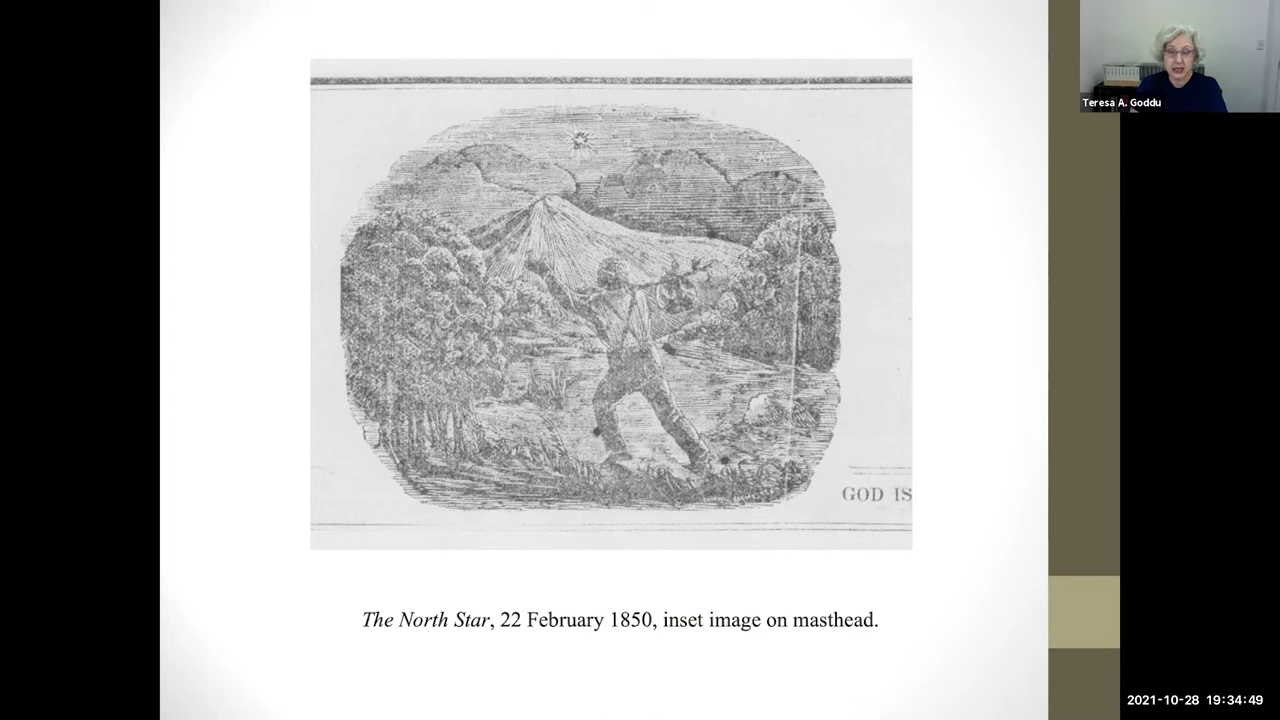 Teresa A. Goddu
GOD IS
The North Star, 22 February 1850, inset image on masthead.
2021-10-28 19:34:49